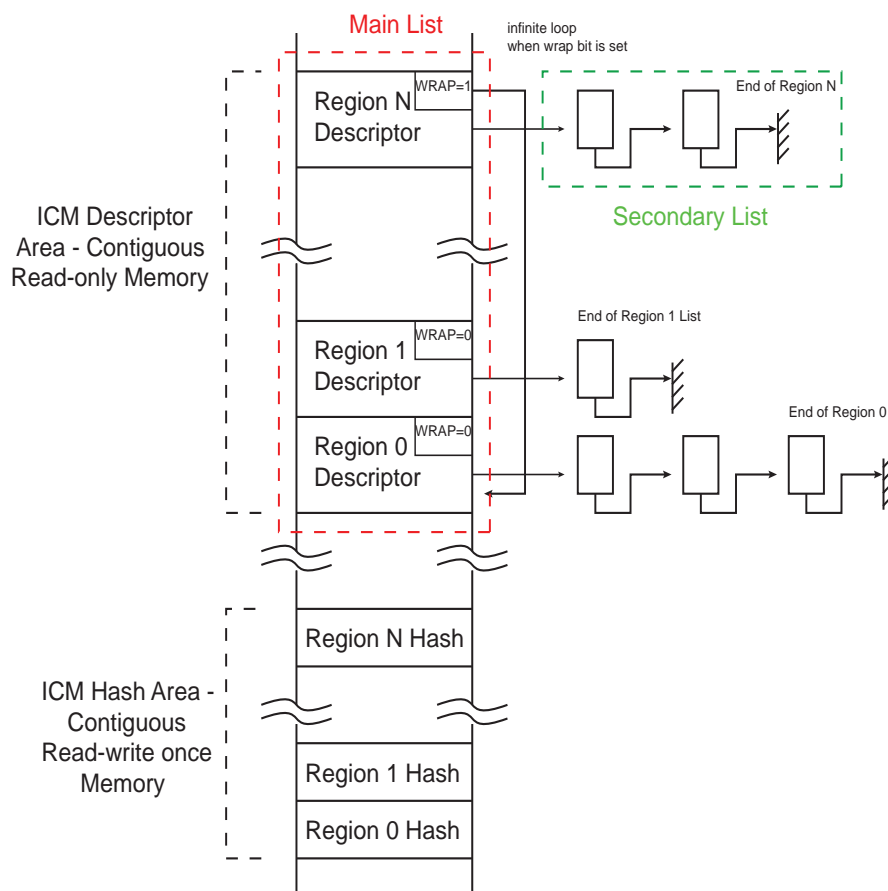 Main List
infinite loop
when wrap bit is set
WRAP=1
Region N
Descriptor
End of Region N
Secondary List
ICM Descriptor
Area - Contiguous
Read-only Memory
WRAP=0
Region 1
Descriptor
End of Region 1 List
WRAP=0
Region 0
Descriptor
End of Region 0
Region N Hash
ICM Hash Area -
Contiguous
Read-write once
Memory
Region 1 Hash
Region 0 Hash